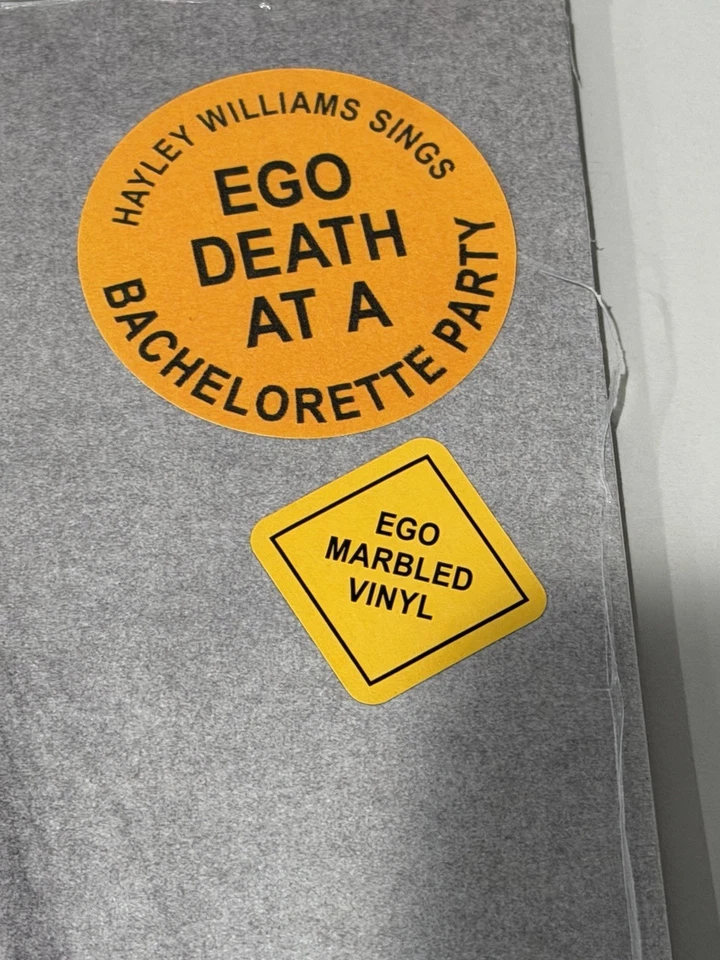 HAYLEY WILLIAMS SINGS
EGO
DEATH
AT A
BACHELORETTE PARTY
EGO
MARBLED
VINYL